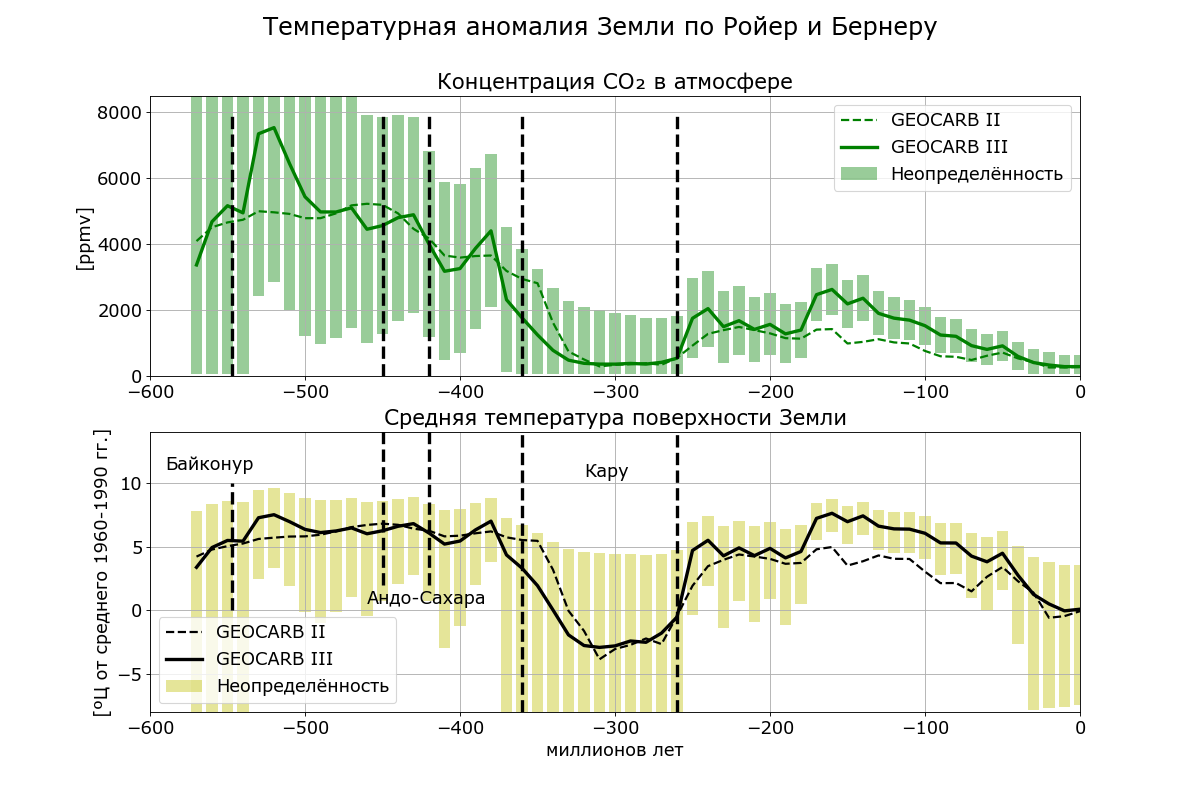 Температурная аномалия Земли по Ройер и Бернеру
Концентрация CO₂ в атмосфере
[ppmv]
8000
6000
4000
2000
0
GEOCARB II
GEOCARB III
Неопределённость
−600
−500
−400
−300
−200
−100
0
Средняя температура поверхности Земли
[ºЦ от среднего 1960-1990 гг.]
10
5
0
−5
Байконур
Кару
Андо-Сахара
GEOCARB II
GEOCARB III
Неопределённость
−600
−500
−400
−300
−200
−100
0
миллионов лет